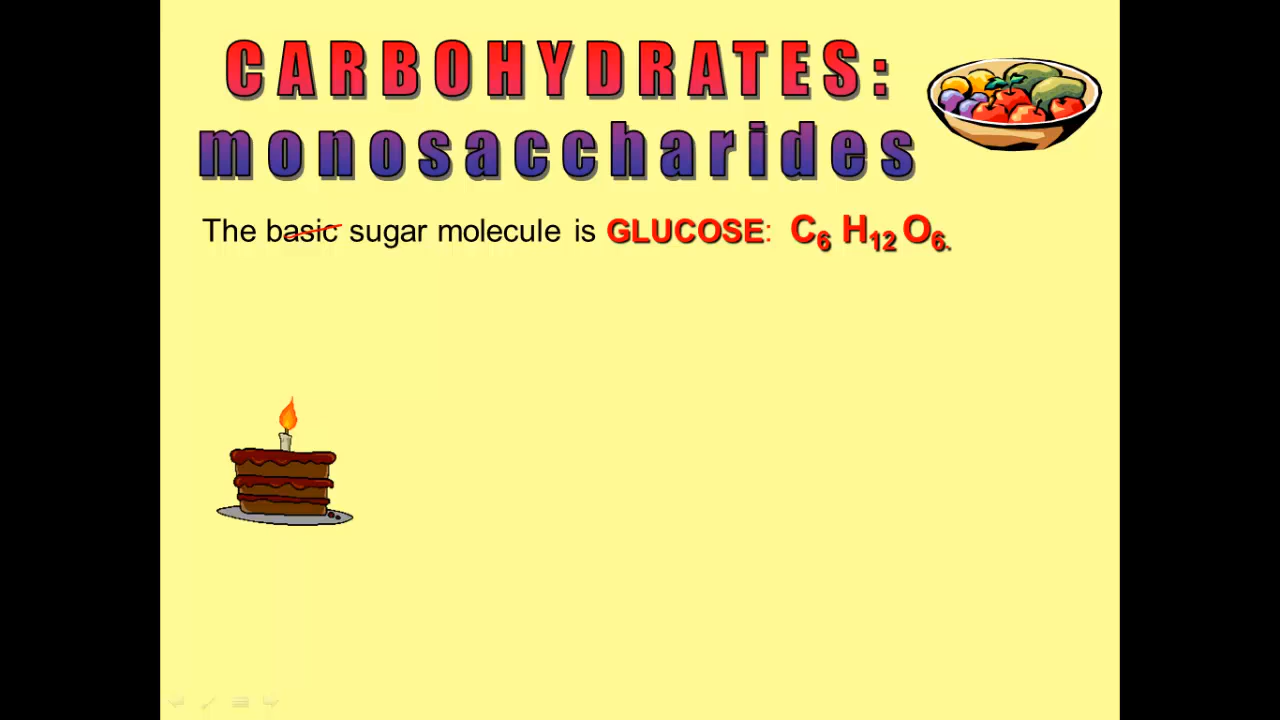 CARBOHYDRATES:
monosaccharides
The basic sugar molecule is GLUCOSE: C₆ H₁₂ O₆.